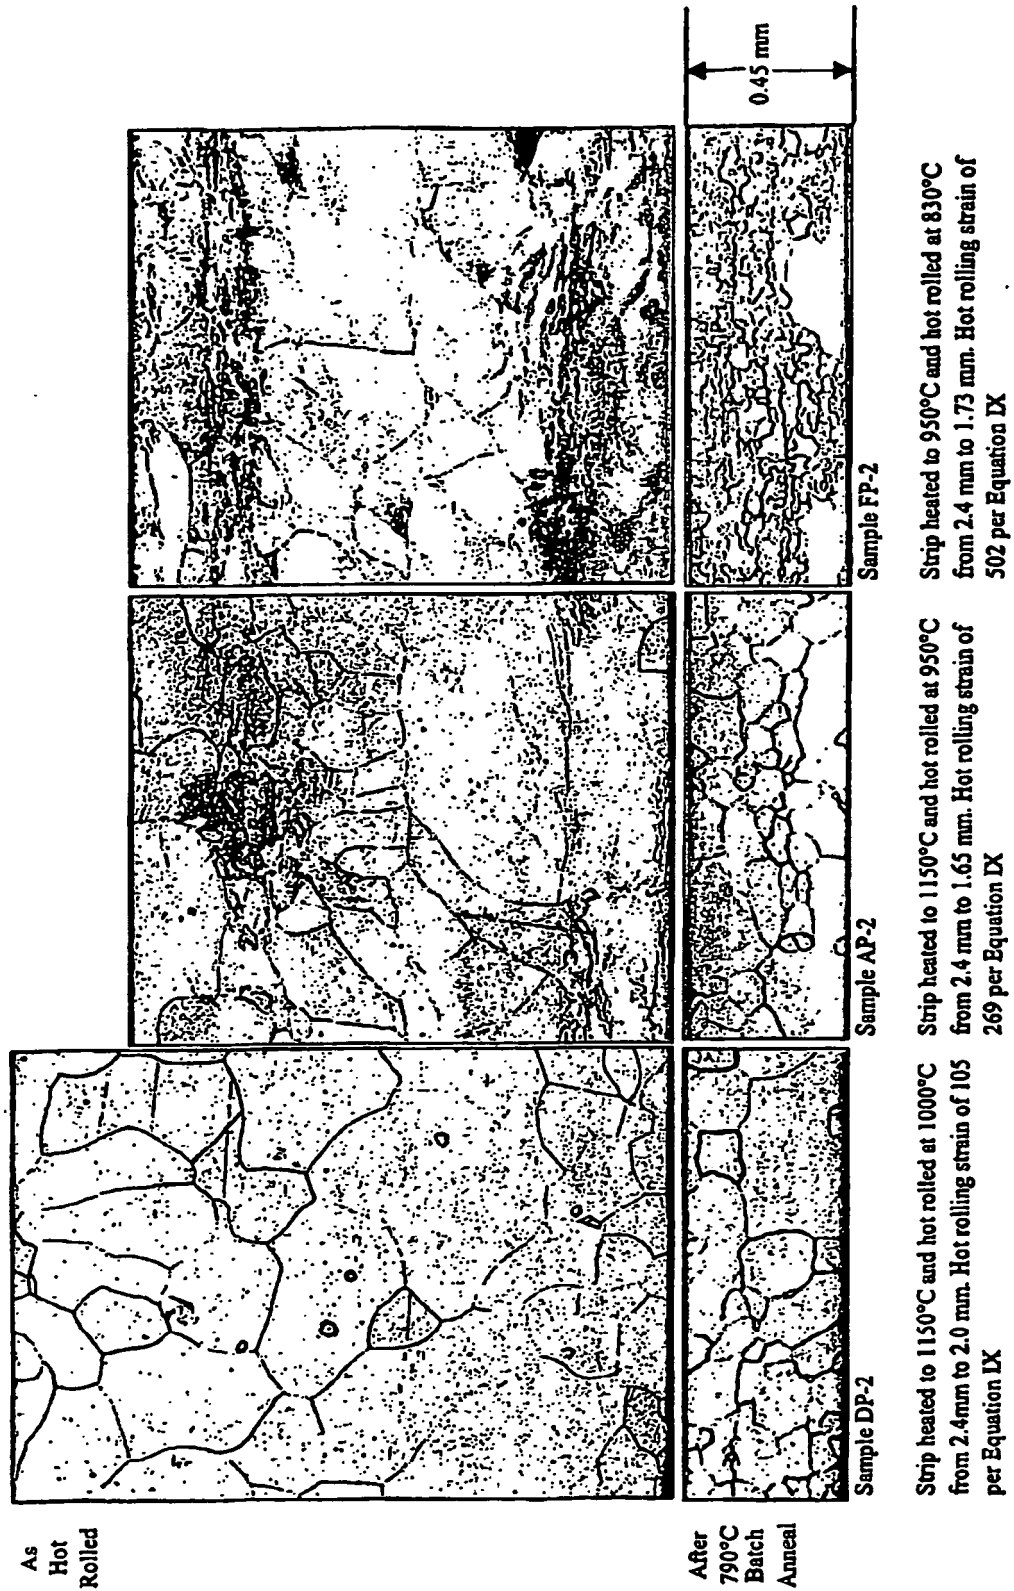 As
Hot
Rolled
After
790°C
Batch
Anneal
0.45 mm
Sample DP-2
Sample AP-2
Sample FP-2
Strip heated to 1150°C and hot rolled at 1000°C
from 2.4mm to 2.0 mm. Hot rolling strain of 105
per Equation IX
Strip heated to 1150°C and hot rolled at 950°C
from 2.4 mm to 1.65 mm. Hot rolling strain of
269 per Equation IX
Strip heated to 950°C and hot rolled at 830°C
from 2.4 mm to 1.73 mm. Hot rolling strain of
502 per Equation IX